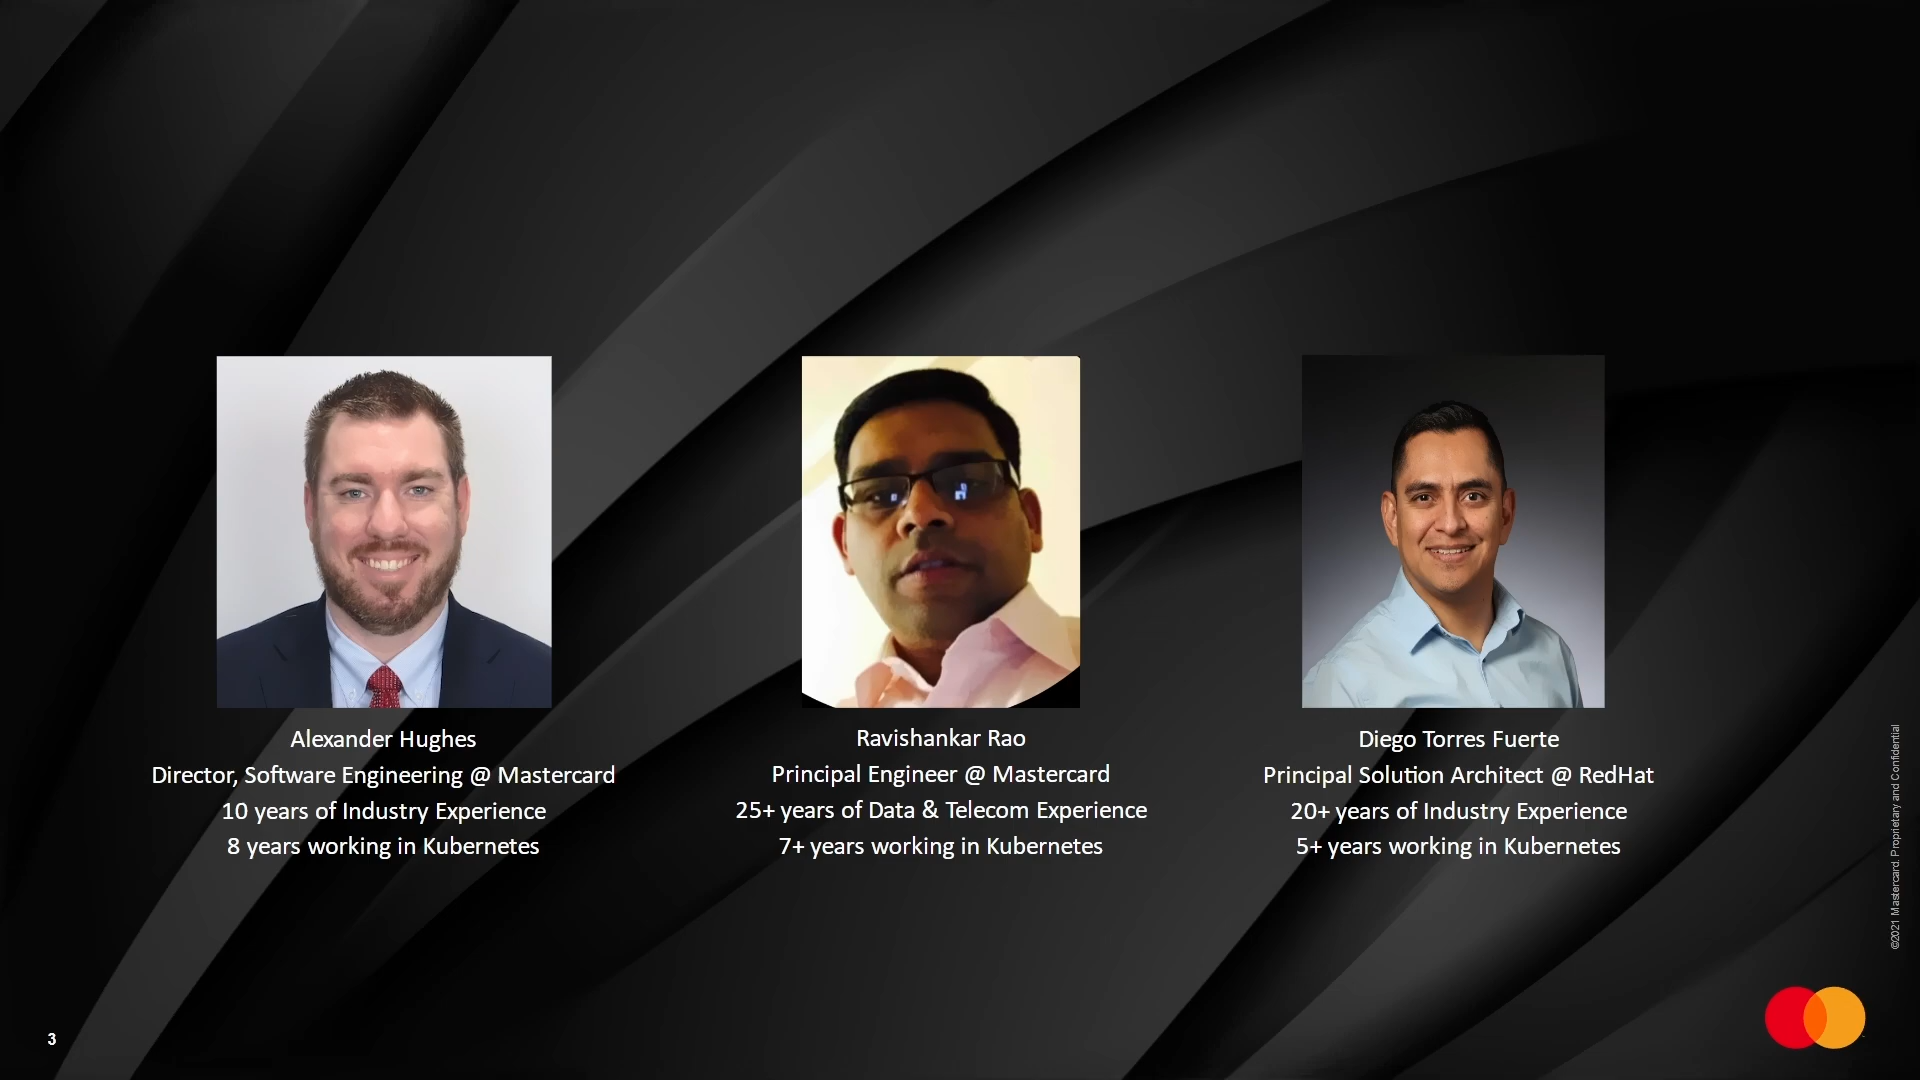 Alexander Hughes
Director, Software Engineering @ Mastercard
10 years of Industry Experience
8 years working in Kubernetes
Ravishankar Rao
Principal Engineer @ Mastercard
25+ years of Data & Telecom Experience
7+ years working in Kubernetes
Diego Torres Fuerte
Principal Solution Architect @ RedHat
20+ years of Industry Experience
5+ years working in Kubernetes
©2021 Mastercard. Proprietary and Confidential
3